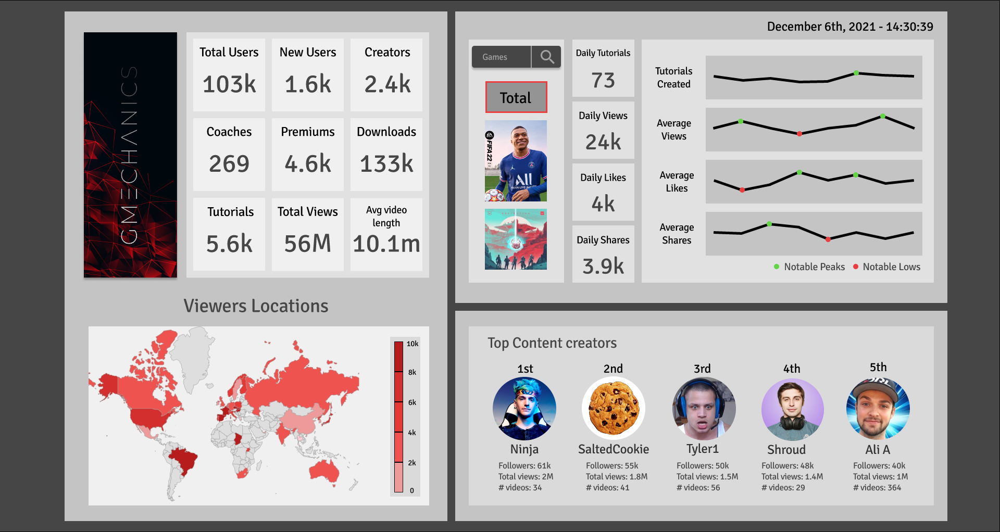 GMECHANICS
Total Users
103k
New Users
1.6k
Creators
2.4k
Coaches
269
Premiums
4.6k
Downloads
133k
Tutorials
5.6k
Total Views
56M
Avg video
length
10.1m
Viewers Locations
10k
8k
6k
4k
2k
0
December 6th, 2021 - 14:30:39
Games
Total
FIFA 22
Daily Tutorials
73
Daily Views
24k
Daily Likes
4k
Daily Shares
3.9k
Tutorials
Created
Average
Views
Average
Likes
Average
Shares
Notable Peaks
Notable Lows
Top Content creators
1st
Ninja
Followers: 61k
Total views: 2M
# videos: 34
2nd
SaltedCookie
Followers: 55k
Total views: 1.8M
# videos: 41
3rd
Tyler1
Followers: 50k
Total views: 1.5M
# videos: 56
4th
Shroud
Followers: 48k
Total views: 1.4M
# videos: 29
5th
Ali A
Followers: 40k
Total views: 1M
# videos: 364